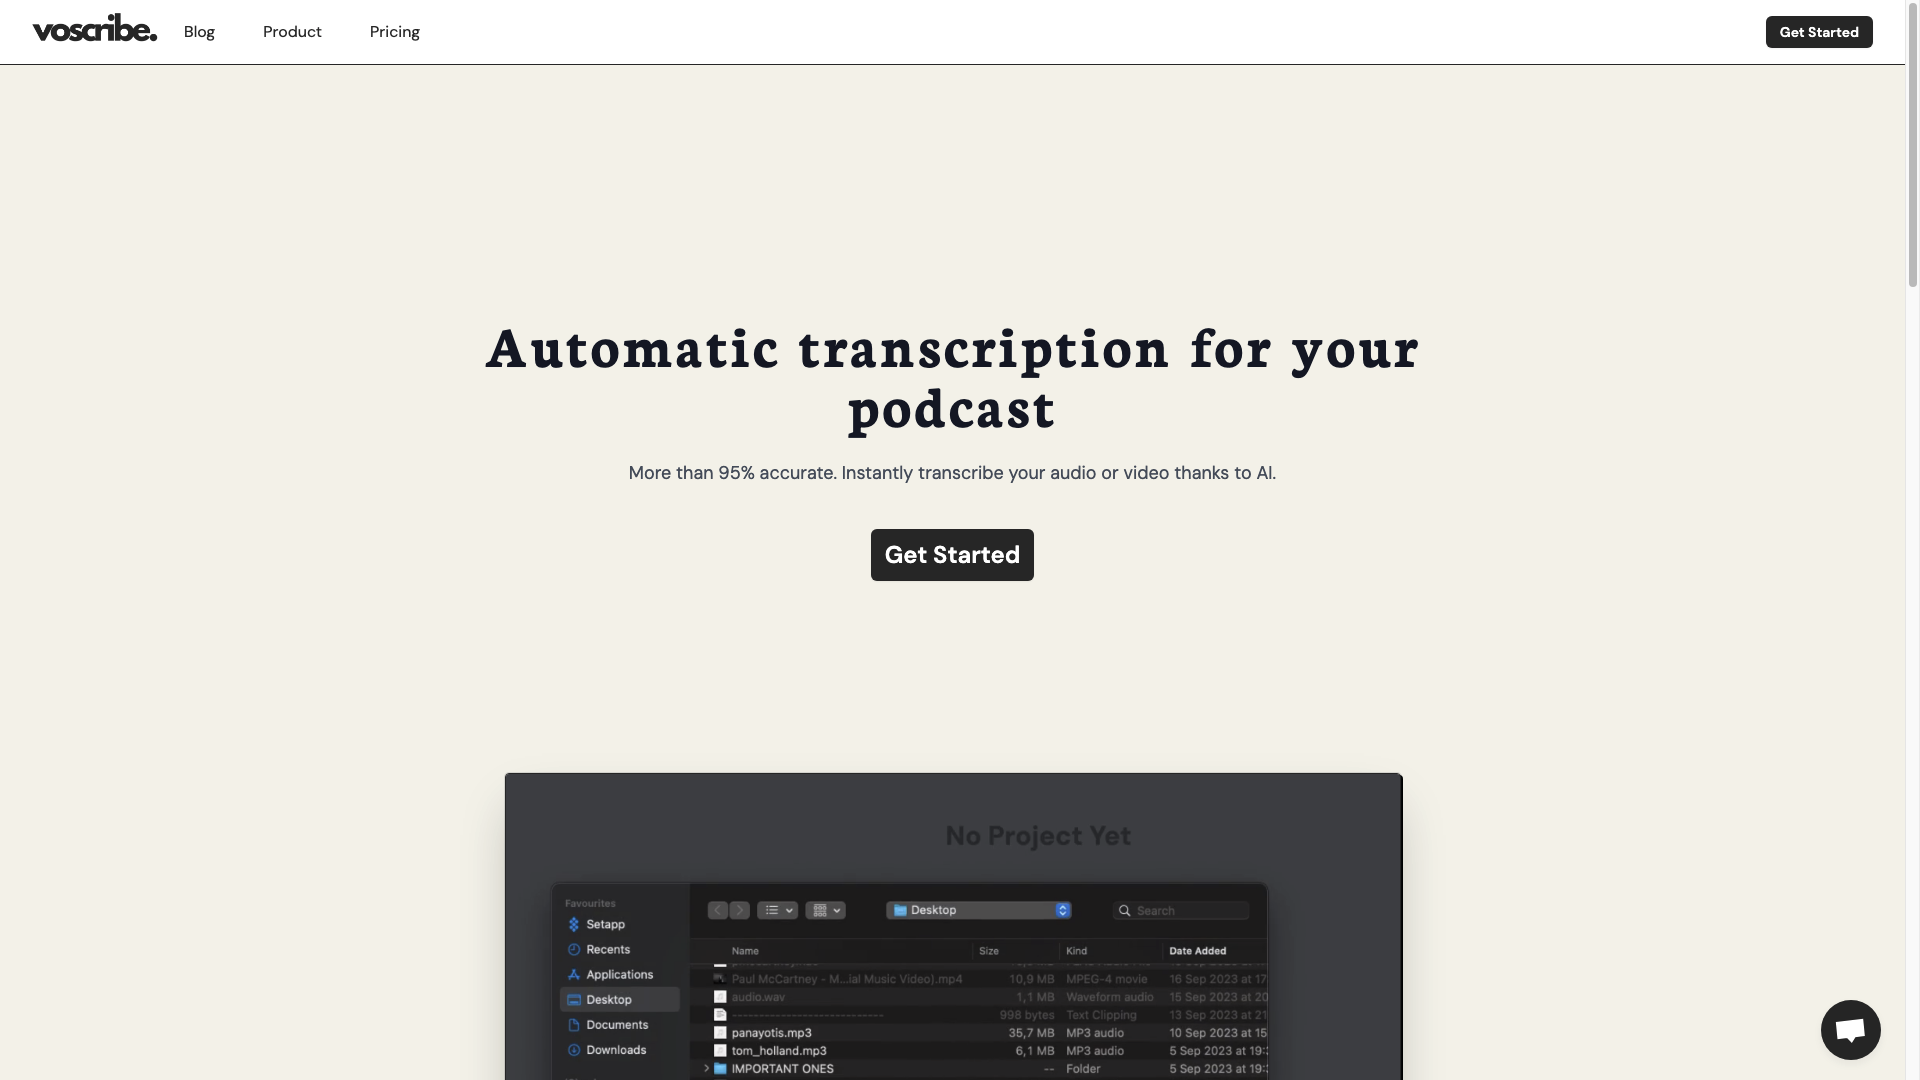 voscribe.
Blog
Product
Pricing
Get Started
Automatic transcription for your
podcast
More than 95% accurate. Instantly transcribe your audio or video thanks to AI.
Get Started
No Project Yet
Favourites
Setapp
Recents
Applications
Desktop
Documents
Downloads
Desktop
Search
Name Size Kind Date Added
Paul McCartney - M...ial Music Video).mp4 10,9 MB MPEG-4 movie 16 Sep 2023 at 17
audio.wav 1,1 MB Waveform audio 15 Sep 2023 at 20
---------------------------- 998 bytes Text Clipping 13 Sep 2023 at 21
panayotis.mp3 35,7 MB MP3 audio 10 Sep 2023 at 15
tom_holland.mp3 6,1 MB MP3 audio 5 Sep 2023 at 19:
IMPORTANT ONES -- Folder 5 Sep 2023 at 19: